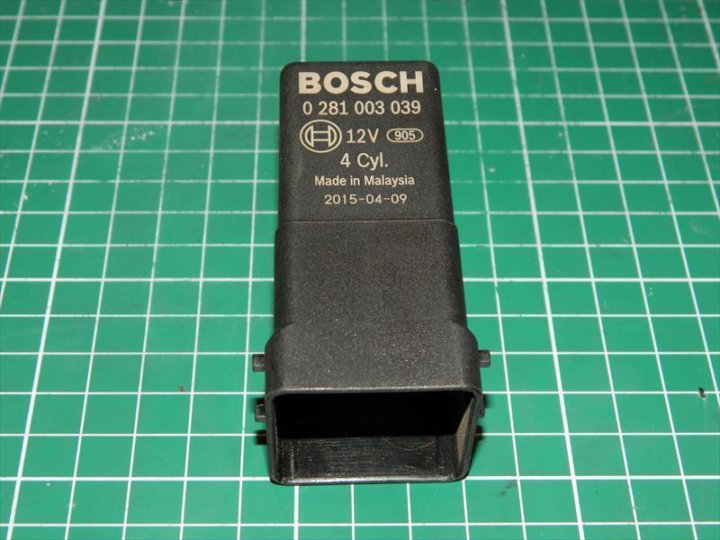 BOSCH
0 281 003 039
12V 905
4 Cyl.
Made in Malaysia
2015-04-09